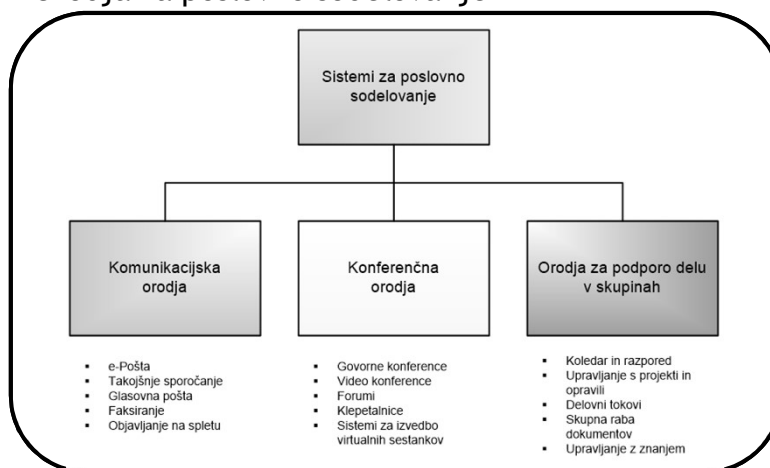 Sistemi za poslovno
sodelovanje
Komunikacijska
orodja
Konferenčna
orodja
Orodja za podporo delu
v skupinah
▪ e-Pošta
▪ Takojšnje sporočanje
▪ Glasovna pošta
▪ Faksiranje
▪ Objavljanje na spletu
▪ Govorne konference
▪ Video konference
▪ Forumi
▪ Klepetalnice
▪ Sistemi za izvedbo
virtualnih sestankov
▪ Koledar in razpored
▪ Upravljanje s projekti in
opravili
▪ Delovni tokovi
▪ Skupna raba
dokumentov
▪ Upravljanje z znanjem